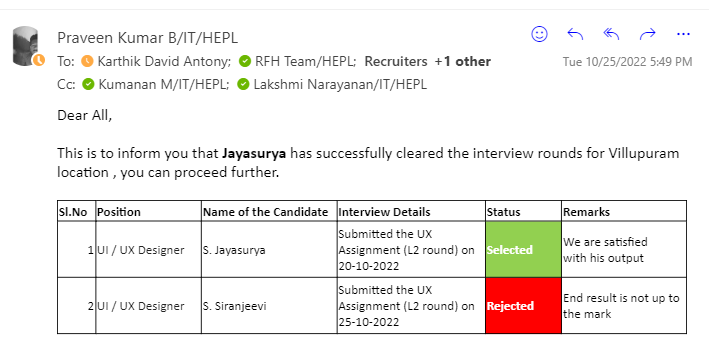 Praveen Kumar B/IT/HEPL
To: Karthik David Antony; RFH Team/HEPL; Recruiters +1 other
Tue 10/25/2022 5:49 PM
Cc: Kumanan M/IT/HEPL; Lakshmi Narayanan/IT/HEPL
Dear All,
This is to inform you that Jayasurya has successfully cleared the interview rounds for Villupuram
location , you can proceed further.
Sl.No Position Name of the Candidate Interview Details Status Remarks
1 UI / UX Designer S. Jayasurya Submitted the UX
Assignment (L2 round) on
20-10-2022 Selected We are satisfied
with his output
2 UI / UX Designer S. Siranjeevi Submitted the UX
Assignment (L2 round) on
25-10-2022 Rejected End result is not up to
the mark